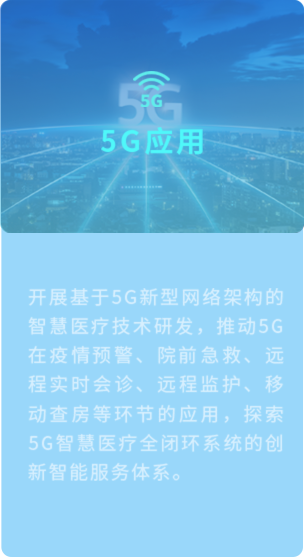 5G
5G
5G应用
开展基于5G新型网络架构的
智慧医疗技术研发，推动5G
在疫情预警、院前急救、远
程实时会诊、远程监护、移
动查房等环节的应用，探索
5G智慧医疗全闭环系统的创
新智能服务体系。